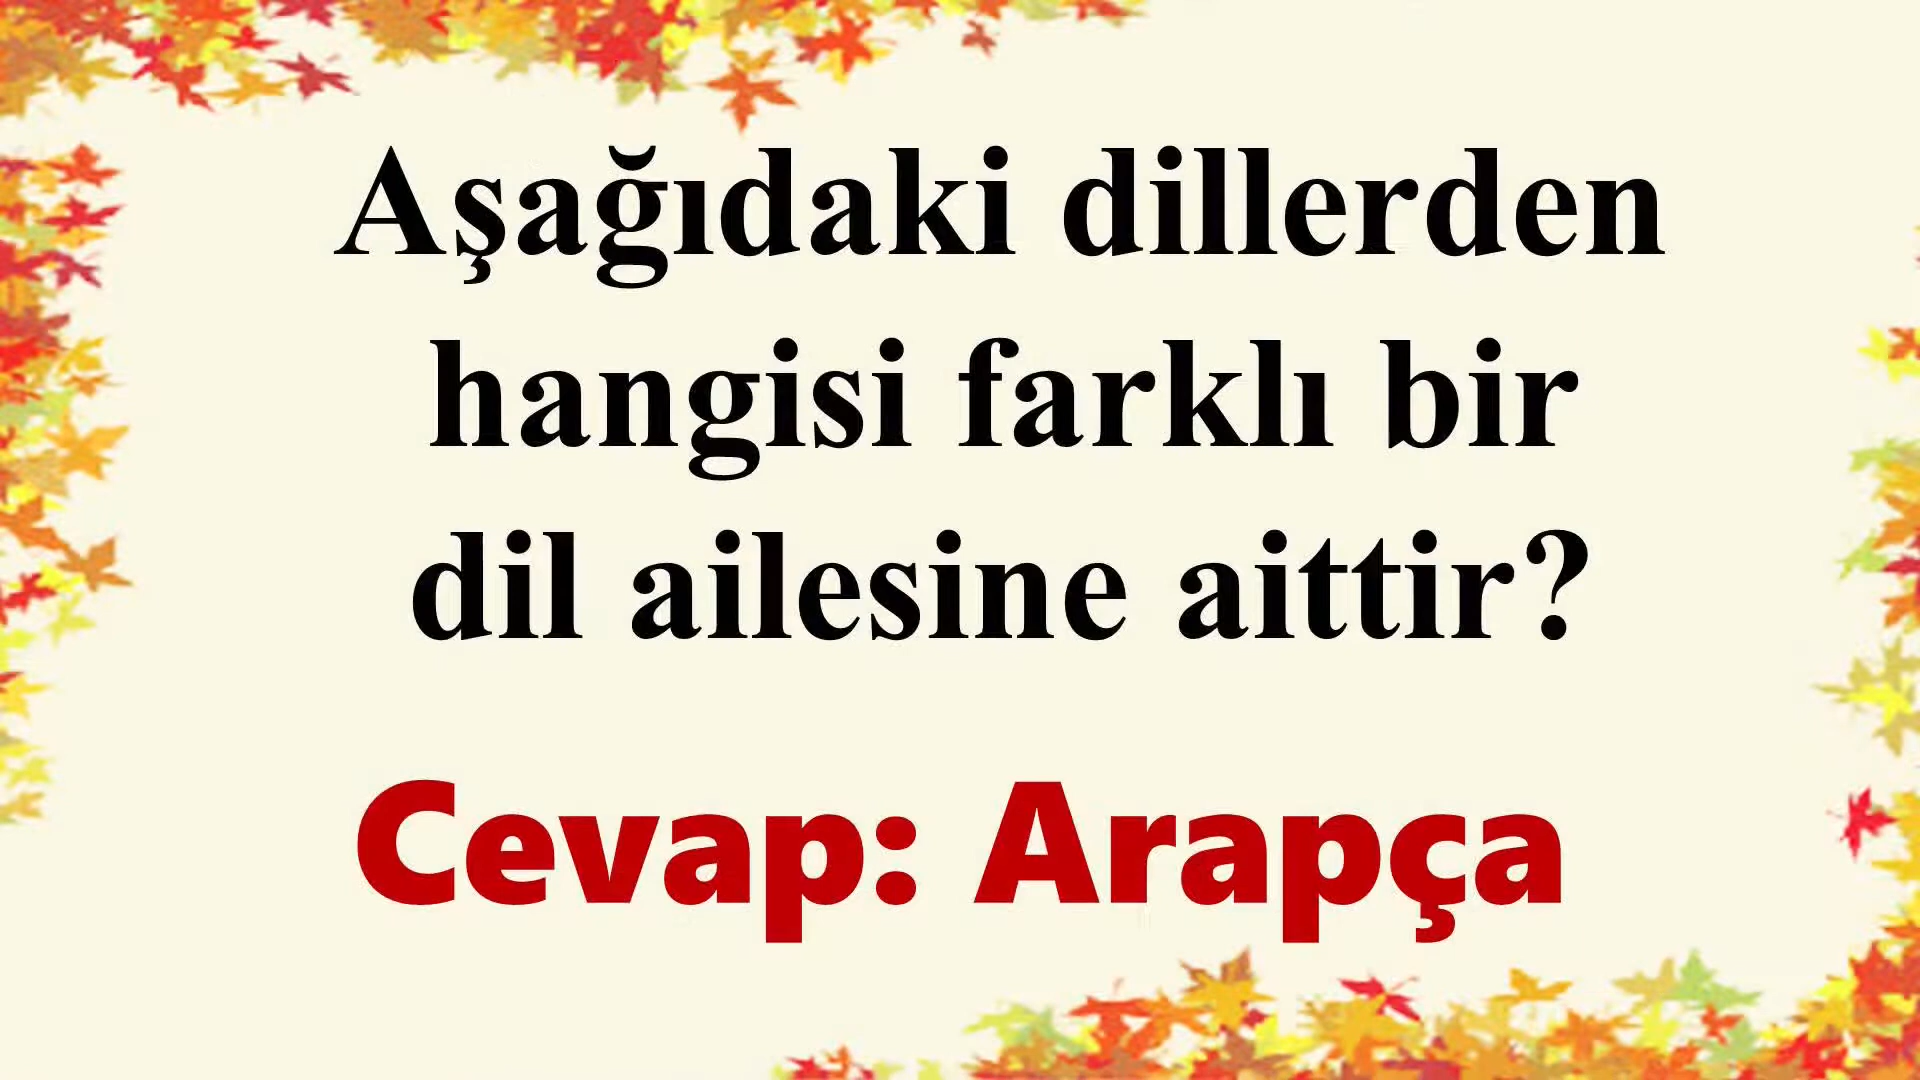 Aşağıdaki dillerden
hangisi farklı bir
dil ailesine aittir?
Cevap: Arapça